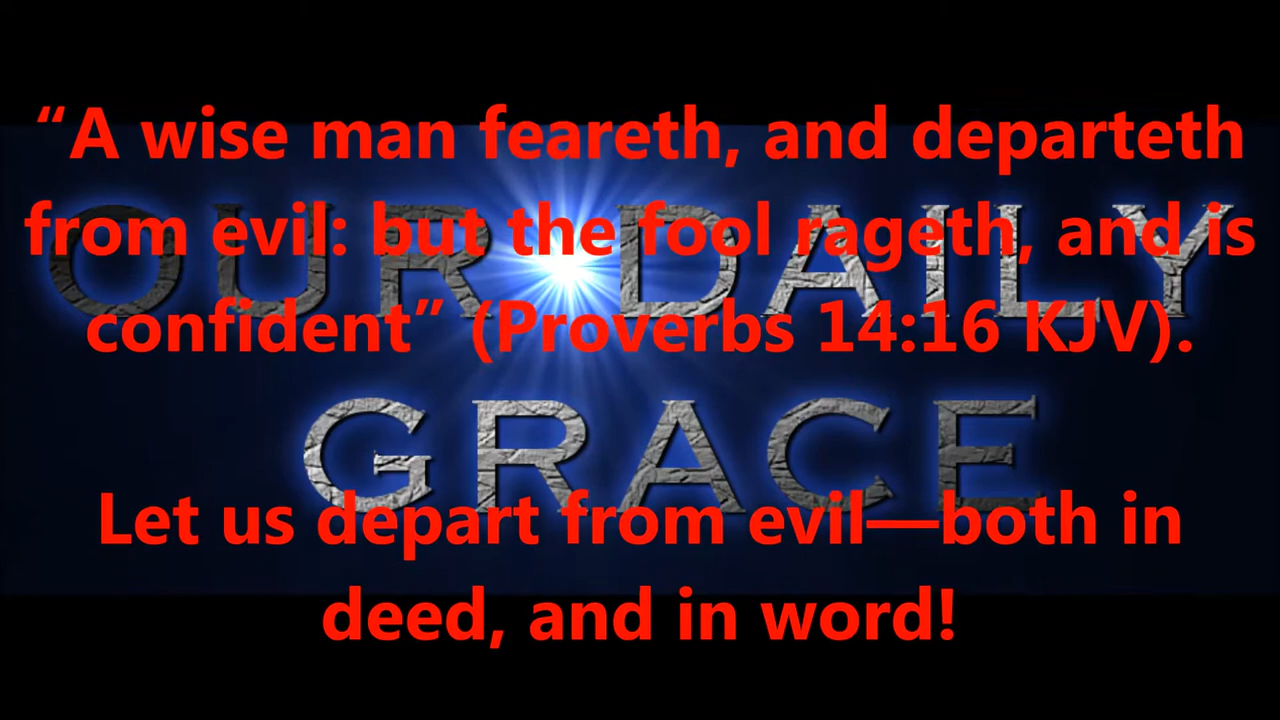 “A wise man feareth, and departeth
OUR DAILY
from evil: but the fool rageth, and is
confident” (Proverbs 14:16 KJV).
GRACE
Let us depart from evil—both in
deed, and in word!